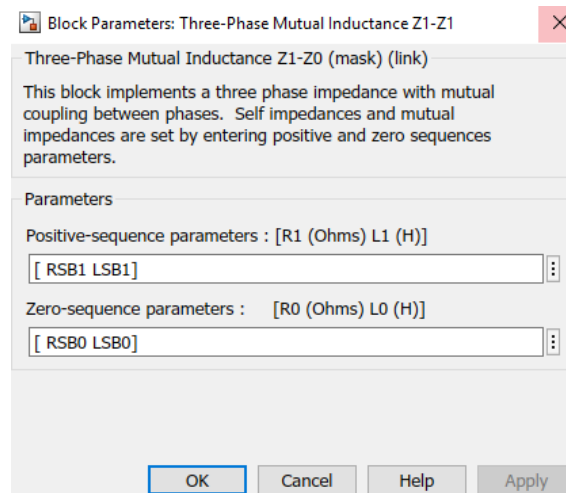 Block Parameters: Three-Phase Mutual Inductance Z1-Z1
Three-Phase Mutual Inductance Z1-Z0 (mask) (link)
This block implements a three phase impedance with mutual
coupling between phases.  Self impedances and mutual
impedances are set by entering positive and zero sequences
parameters.
Parameters
Positive-sequence parameters : [R1 (Ohms) L1 (H)]
[ RSB1 LSB1]
Zero-sequence parameters :     [R0 (Ohms) L0 (H)]
[ RSB0 LSB0]
OK Cancel Help Apply